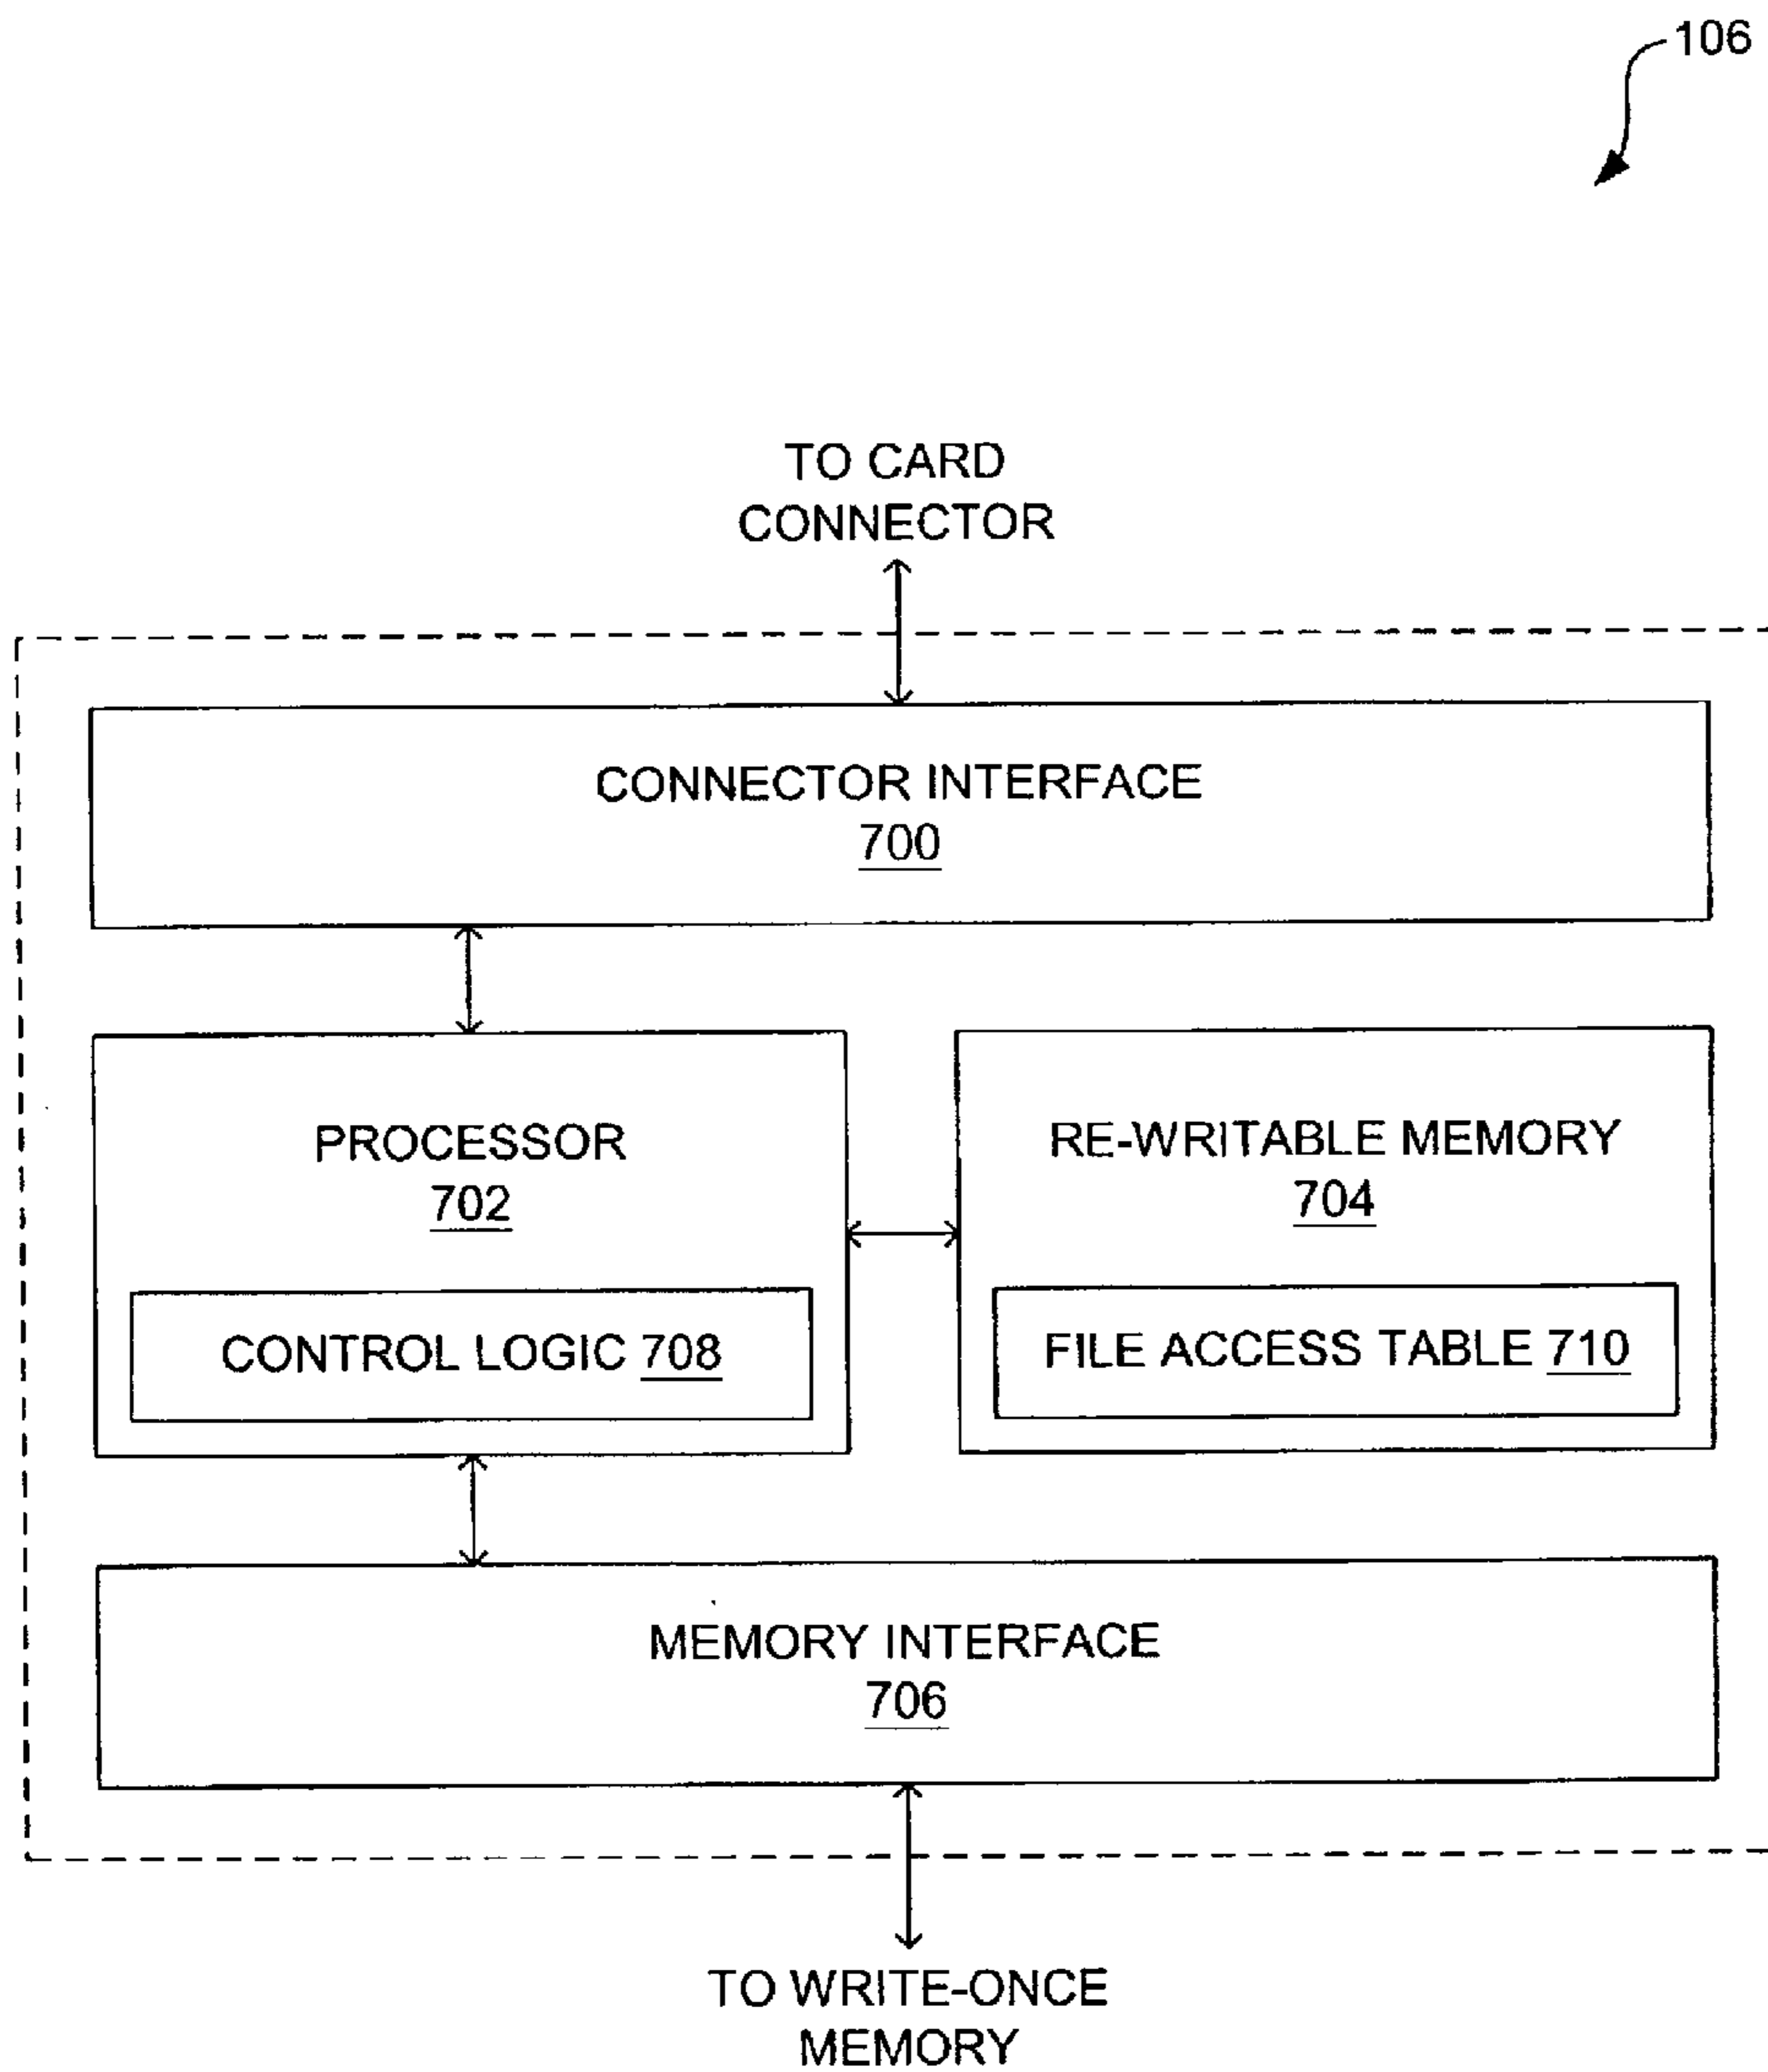 106
TO CARD
CONNECTOR
CONNECTOR INTERFACE
700
PROCESSOR
702
CONTROL LOGIC 708
RE-WRITABLE MEMORY
704
FILE ACCESS TABLE 710
MEMORY INTERFACE
706
TO WRITE-ONCE
MEMORY